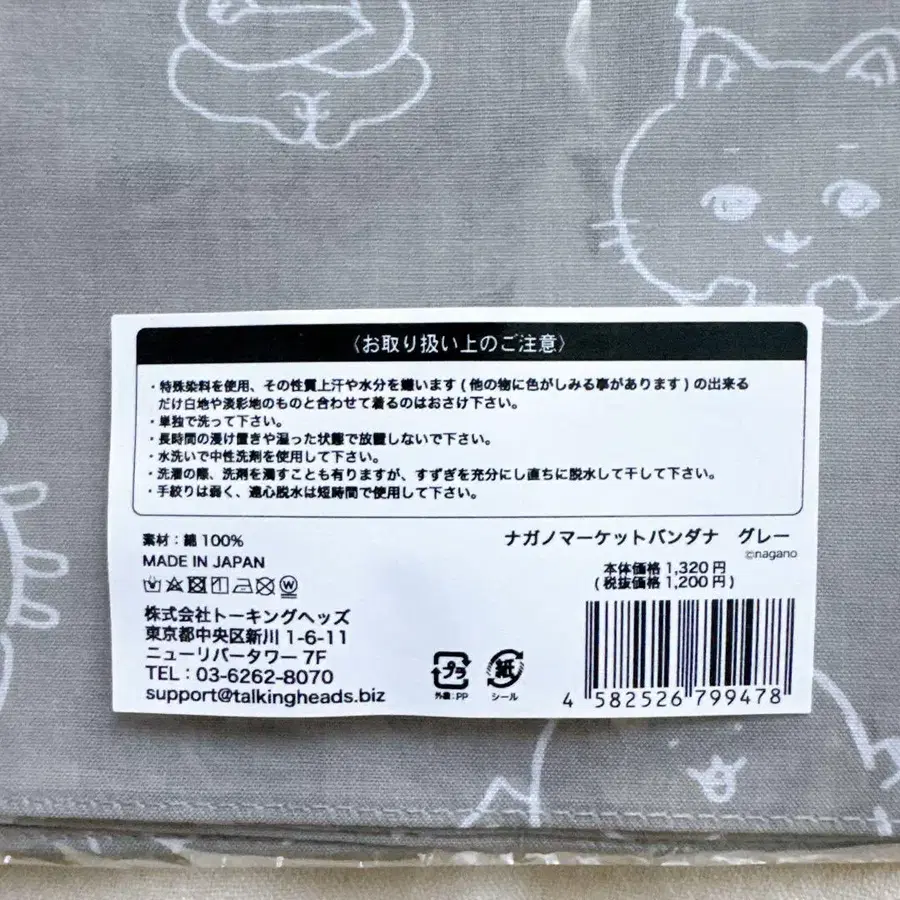 〈お取り扱い上のご注意〉
・特殊染料を使用、その性質上汗や水分を嫌います(他の物に色がしみる事があります)の出来る
だけ白地や淡彩地のものと合わせて着るのはおさけ下さい。
・単独で洗って下さい。
・長時間の浸け置きや湿った状態で放置しないで下さい。
・水洗いで中性洗剤を使用して下さい。
・洗濯の際、洗剤を濁すことも有りますが、すすぎを充分にし直ちに脱水して干して下さい。
・手絞りは弱く、遠心脱水は短時間で使用して下さい。
素材：綿100%
MADE IN JAPAN
株式会社トーキングヘッズ
東京都中央区新川 1-6-11
ニューリバータワー 7F
TEL：03-6262-8070
support@talkingheads.biz
プラ
外装：PP
紙
シール
ナガノマーケットバンダナ グレー
©nagano
本体価格 1,320円
(税抜価格 1,200円)
4 582526 799478